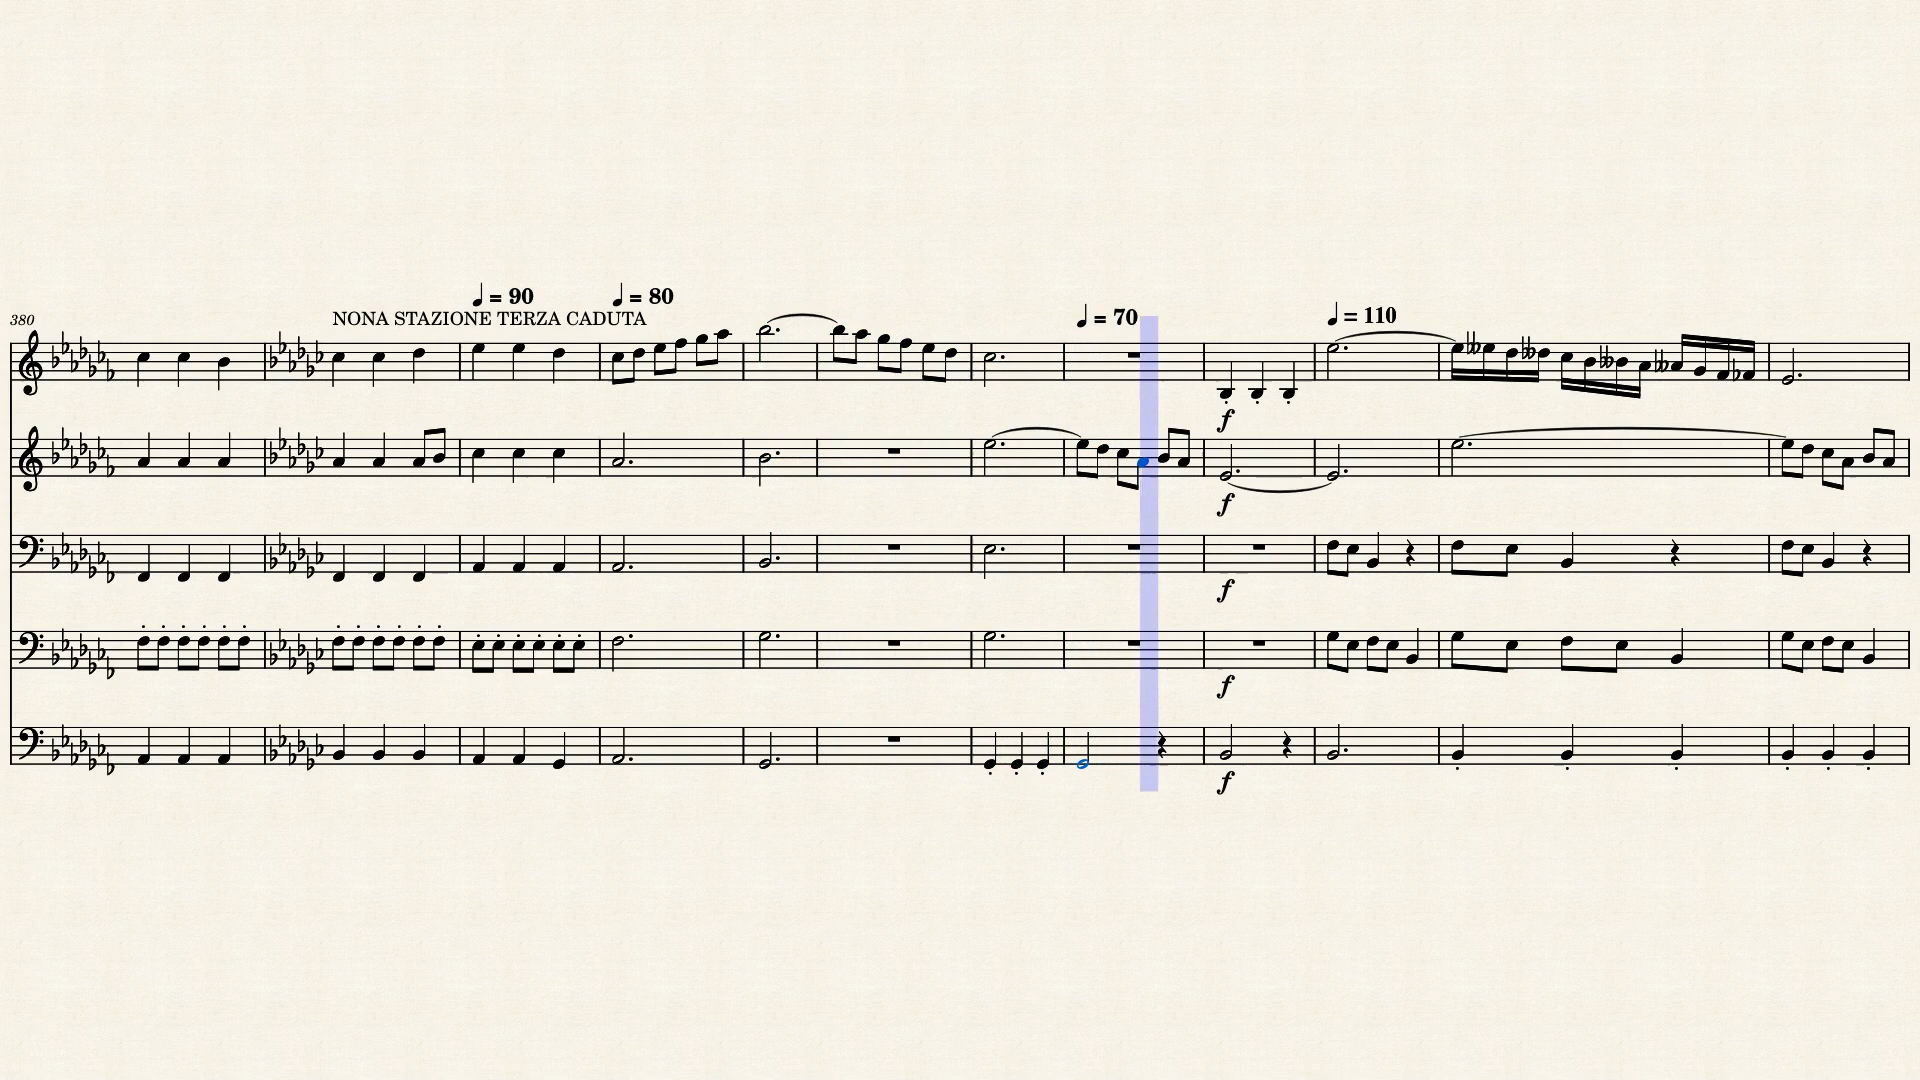 ♩ = 90 ♩ = 80
380 NONA STAZIONE TERZA CADUTA ♩ = 70 ♩ = 110
f
f
f
f
f